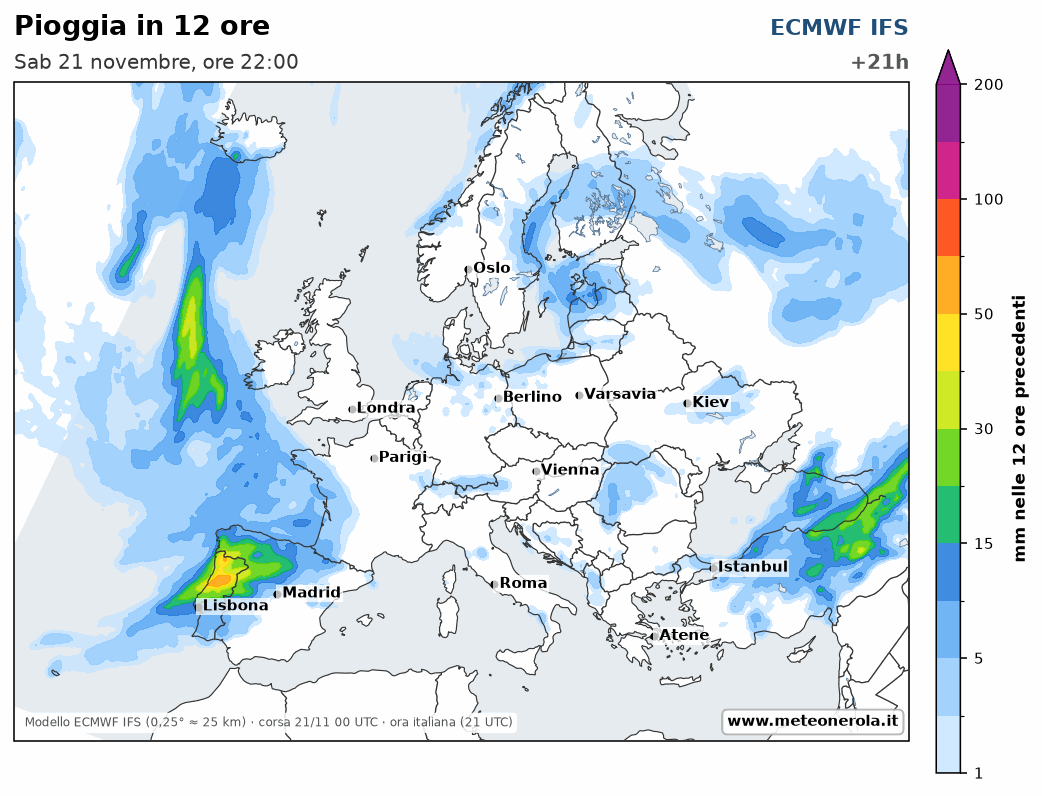 Pioggia in 12 ore
ECMWF IFS
Sab 21 novembre, ore 22:00
+21h
200
100
50
30
15
5
1
mm nelle 12 ore precedenti
Oslo
Londra
Berlino
Varsavia
Kiev
Parigi
Vienna
Istanbul
Roma
Madrid
Lisbona
Atene
Modello ECMWF IFS (0,25° ≈ 25 km) · corsa 21/11 00 UTC · ora italiana (21 UTC)
www.meteonerola.it